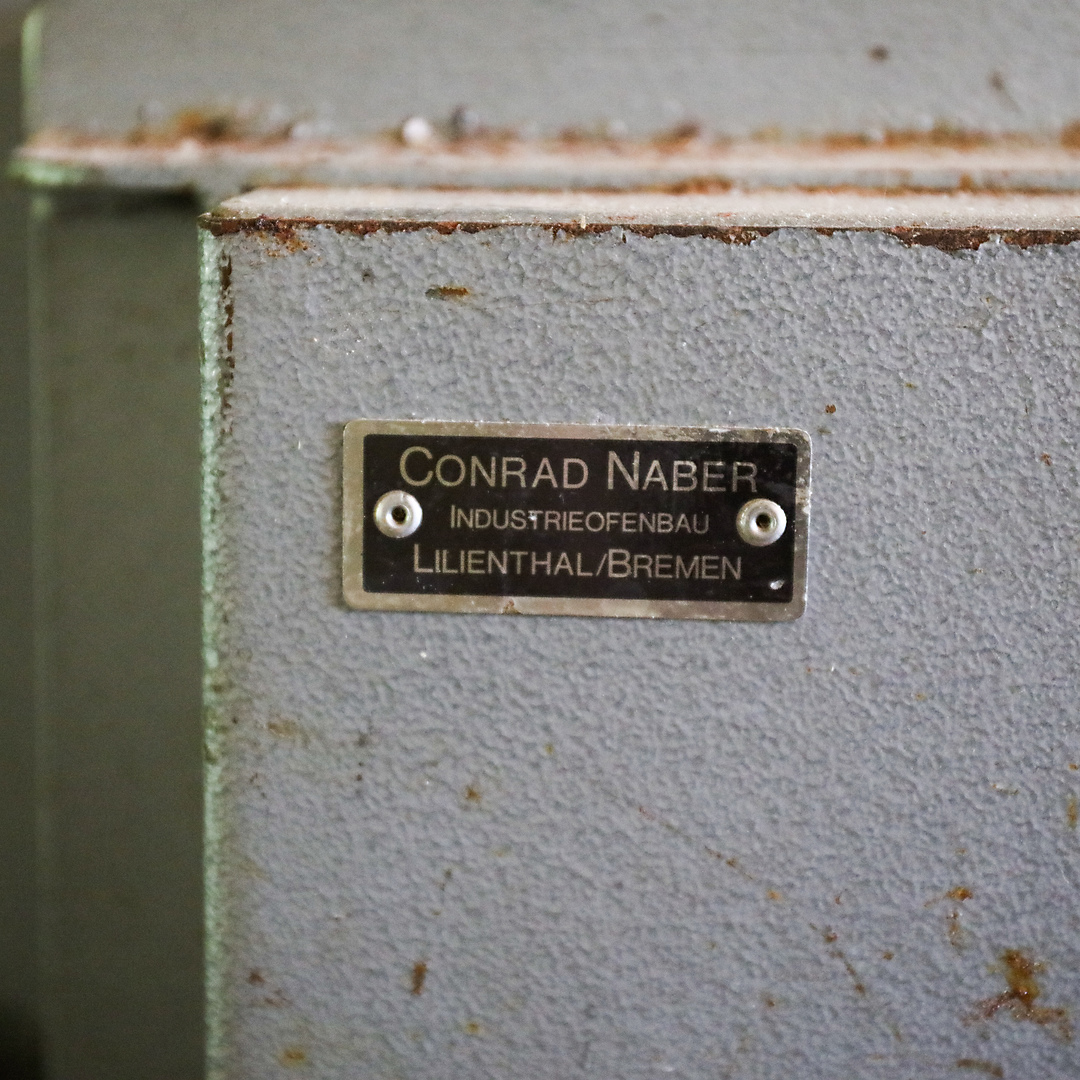 CONRAD NABER
INDUSTRIEOFENBAU
LILIENTHAL/BREMEN